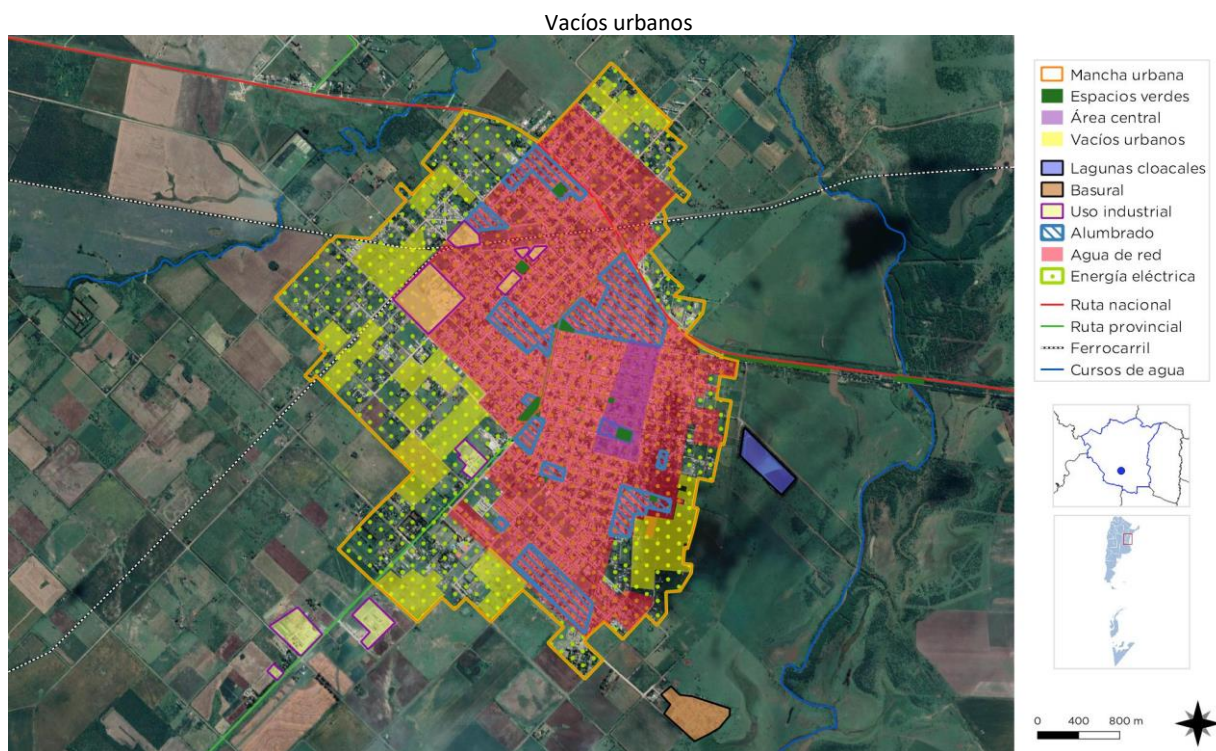 Vacíos urbanos
Mancha urbana
Espacios verdes
Área central
Vacíos urbanos
Lagunas cloacales
Basural
Uso industrial
Alumbrado
Agua de red
Energía eléctrica
Ruta nacional
Ruta provincial
Ferrocarril
Cursos de agua
0 400 800 m